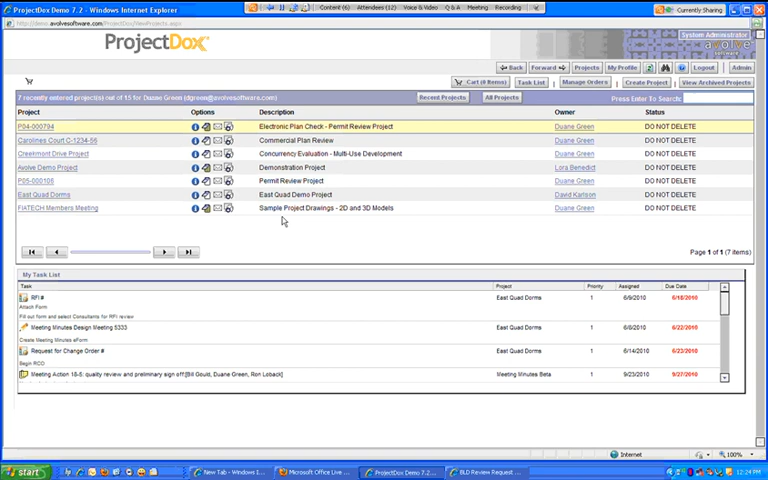 ProjectDox Demo 7.2 - Windows Internet Explorer
Content (6) Attendees (12) Voice & Video Q & A Meeting Recording
Currently Sharing
http://demo.avolvesoftware.com/ProjectDox/ViewProjects.aspx
ProjectDox
System Administrator
avolve
SOFTWARE
Back Forward Projects My Profile Logout Admin
Cart (0 Items) Task List Manage Orders Create Project View Archived Projects
7 recently entered project(s) out of 15 for Duane Green (dgreen@avolvesoftware.com) Recent Projects All Projects Press Enter To Search:
Project Options Description Owner Status
P04-000794 Electronic Plan Check - Permit Review Project Duane Green DO NOT DELETE
Carolines Court C-1234-56 Commercial Plan Review Duane Green DO NOT DELETE
Creekmont Drive Project Concurrency Evaluation - Multi-Use Development Duane Green DO NOT DELETE
Avolve Demo Project Demonstration Project Lora Benedict DO NOT DELETE
P05-000106 Permit Review Project Duane Green DO NOT DELETE
East Quad Dorms East Quad Demo Project David Karlson DO NOT DELETE
FIATECH Members Meeting Sample Project Drawings - 2D and 3D Models Duane Green DO NOT DELETE
Page 1 of 1 (7 items)
My Task List
Task Project Priority Assigned Due Date
RFI # East Quad Dorms 1 6/9/2010 6/18/2010
Attach Form
Fill out form and select Consultants for RFI review
Meeting Minutes Design Meeting 5333 East Quad Dorms 1 6/8/2010 6/22/2010
Create Meeting Minutes eForm
Request for Change Order # East Quad Dorms 1 6/14/2010 6/23/2010
Begin RCO
Meeting Action 18-5: quality review and preliminary sign off [Bill Gould, Duane Green, Ron Loback] Meeting Minutes Beta 1 9/23/2010 9/27/2010
Internet 100%
start New Tab - Windows I... Microsoft Office Live ... ProjectDox Demo 7.2... BLD Review Request ... 12:24 PM